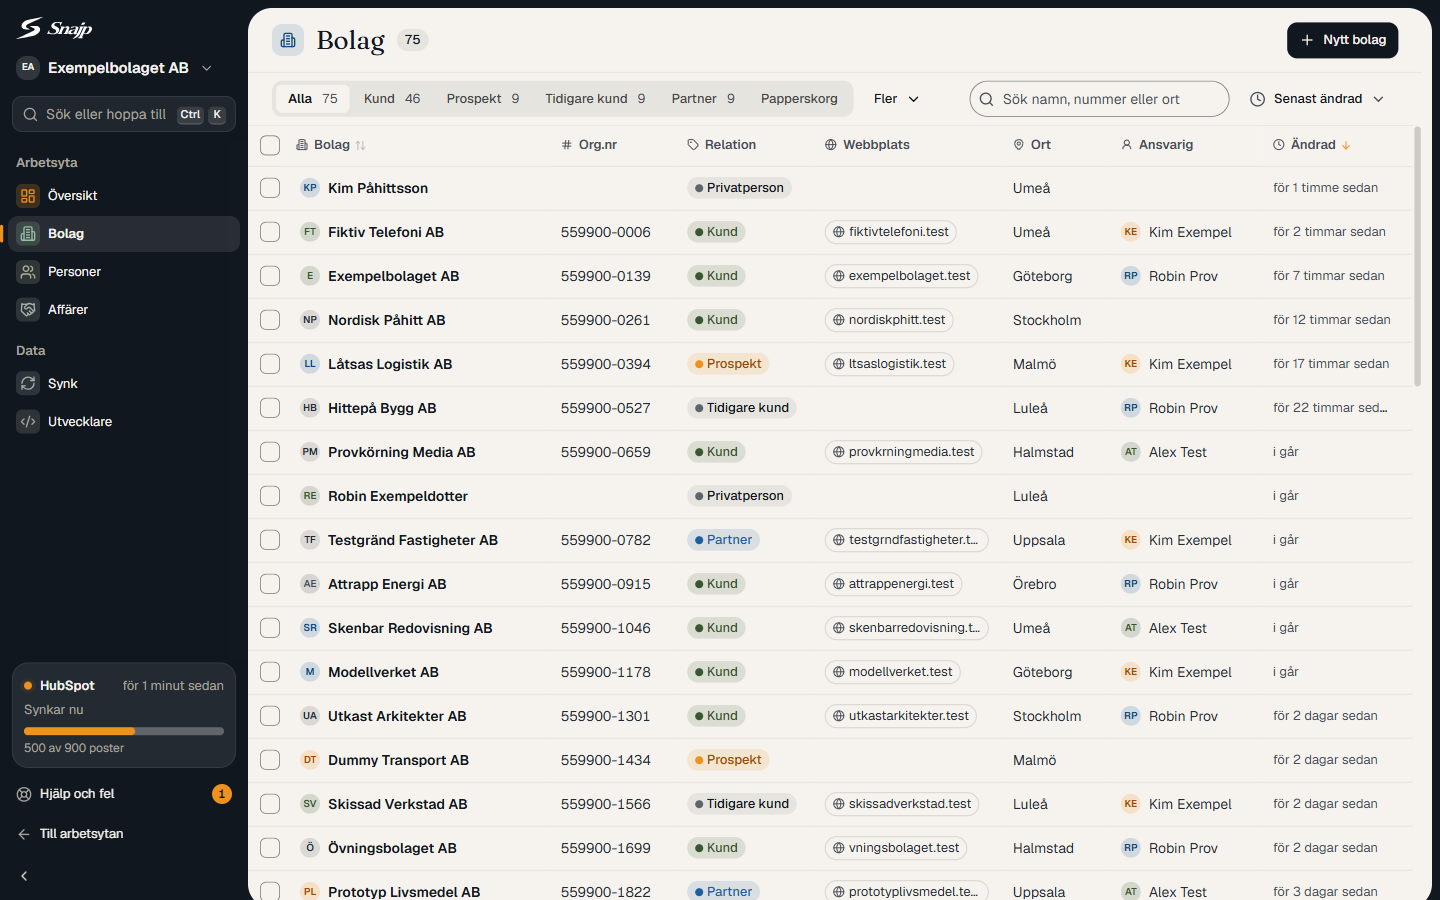 Snajp
EA Exempelbolaget AB
Sök eller hoppa till Ctrl K
Arbetsyta
Översikt
Bolag
Personer
Affärer
Data
Synk
Utvecklare
HubSpot för 1 minut sedan
Synkar nu
500 av 900 poster
Hjälp och fel 1
Till arbetsytan
Bolag 75
Nytt bolag
Alla 75 Kund 46 Prospekt 9 Tidigare kund 9 Partner 9 Papperskorg Fler Sök namn, nummer eller ort Senast ändrad
Bolag Org.nr Relation Webbplats Ort Ansvarig Ändrad
KP Kim Påhittsson Privatperson Umeå för 1 timme sedan
FT Fiktiv Telefoni AB 559900-0006 Kund fiktivtelefoni.test Umeå KE Kim Exempel för 2 timmar sedan
E Exempelbolaget AB 559900-0139 Kund exempelbolaget.test Göteborg RP Robin Prov för 7 timmar sedan
NP Nordisk Påhitt AB 559900-0261 Kund nordiskphitt.test Stockholm för 12 timmar sedan
LL Låtsas Logistik AB 559900-0394 Prospekt ltsaslogistik.test Malmö KE Kim Exempel för 17 timmar sedan
HB Hittepå Bygg AB 559900-0527 Tidigare kund Luleå RP Robin Prov för 22 timmar sed...
PM Provkörning Media AB 559900-0659 Kund provkrningmedia.test Halmstad AT Alex Test i går
RE Robin Exempeldotter Privatperson Luleå i går
TF Testgränd Fastigheter AB 559900-0782 Partner testgrndfastigheter.t... Uppsala KE Kim Exempel i går
AE Attrapp Energi AB 559900-0915 Kund attrappenergi.test Örebro RP Robin Prov i går
SR Skenbar Redovisning AB 559900-1046 Kund skenbarredovisning.t... Umeå AT Alex Test i går
M Modellverket AB 559900-1178 Kund modellverket.test Göteborg KE Kim Exempel i går
UA Utkast Arkitekter AB 559900-1301 Kund utkastarkitekter.test Stockholm RP Robin Prov för 2 dagar sedan
DT Dummy Transport AB 559900-1434 Prospekt Malmö för 2 dagar sedan
SV Skissad Verkstad AB 559900-1566 Tidigare kund skissadverkstad.test Luleå KE Kim Exempel för 2 dagar sedan
Ö Övningsbolaget AB 559900-1699 Kund vningsbolaget.test Halmstad RP Robin Prov för 2 dagar sedan
PL Prototyp Livsmedel AB 559900-1822 Partner prototyplivsmedel.te... Uppsala AT Alex Test för 3 dagar sedan